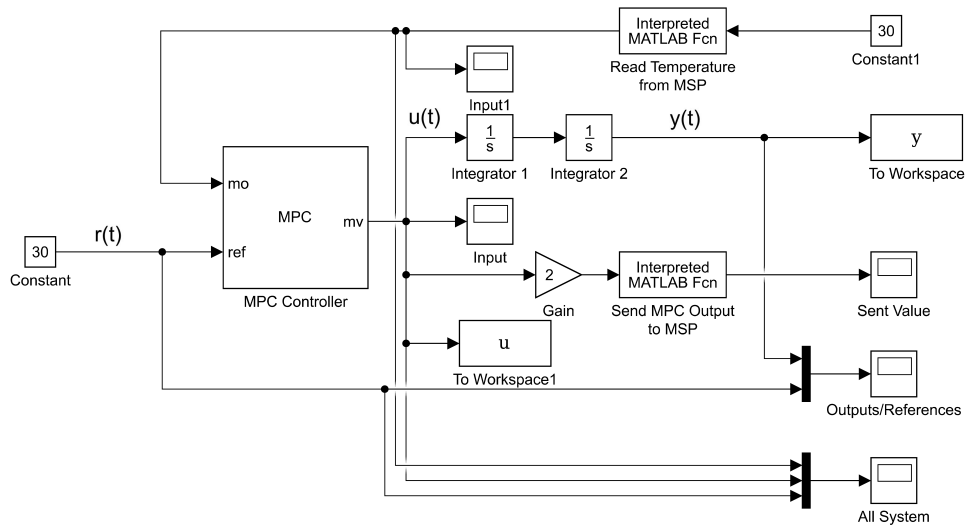 Interpreted
MATLAB Fcn
Read Temperature
from MSP
30
Constant1
Input1
u(t)
1
s
Integrator 1
1
s
Integrator 2
y(t)
y
To Workspace
mo
MPC
mv
ref
MPC Controller
Input
30
Constant
r(t)
2
Gain
Interpreted
MATLAB Fcn
Send MPC Output
to MSP
Sent Value
u
To Workspace1
Outputs/References
All System